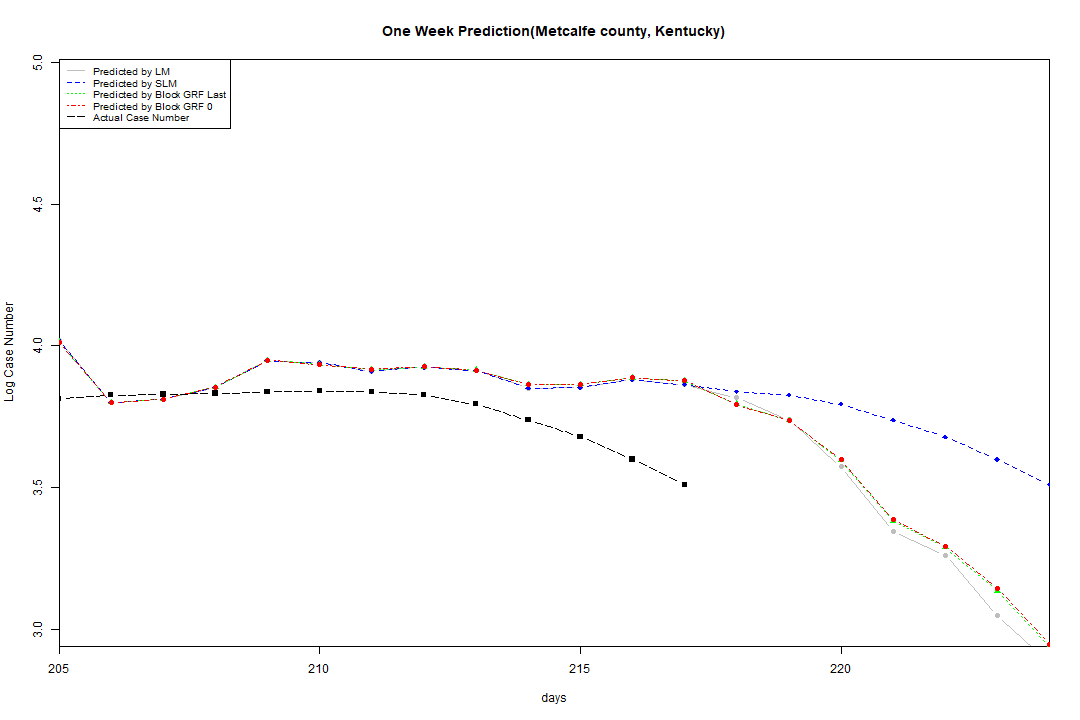 One Week Prediction(Metcalfe county, Kentucky)
Predicted by LM
Predicted by SLM
Predicted by Block GRF Last
Predicted by Block GRF 0
Actual Case Number
5.0
4.5
4.0
3.5
3.0
Log Case Number
205
210
215
220
days